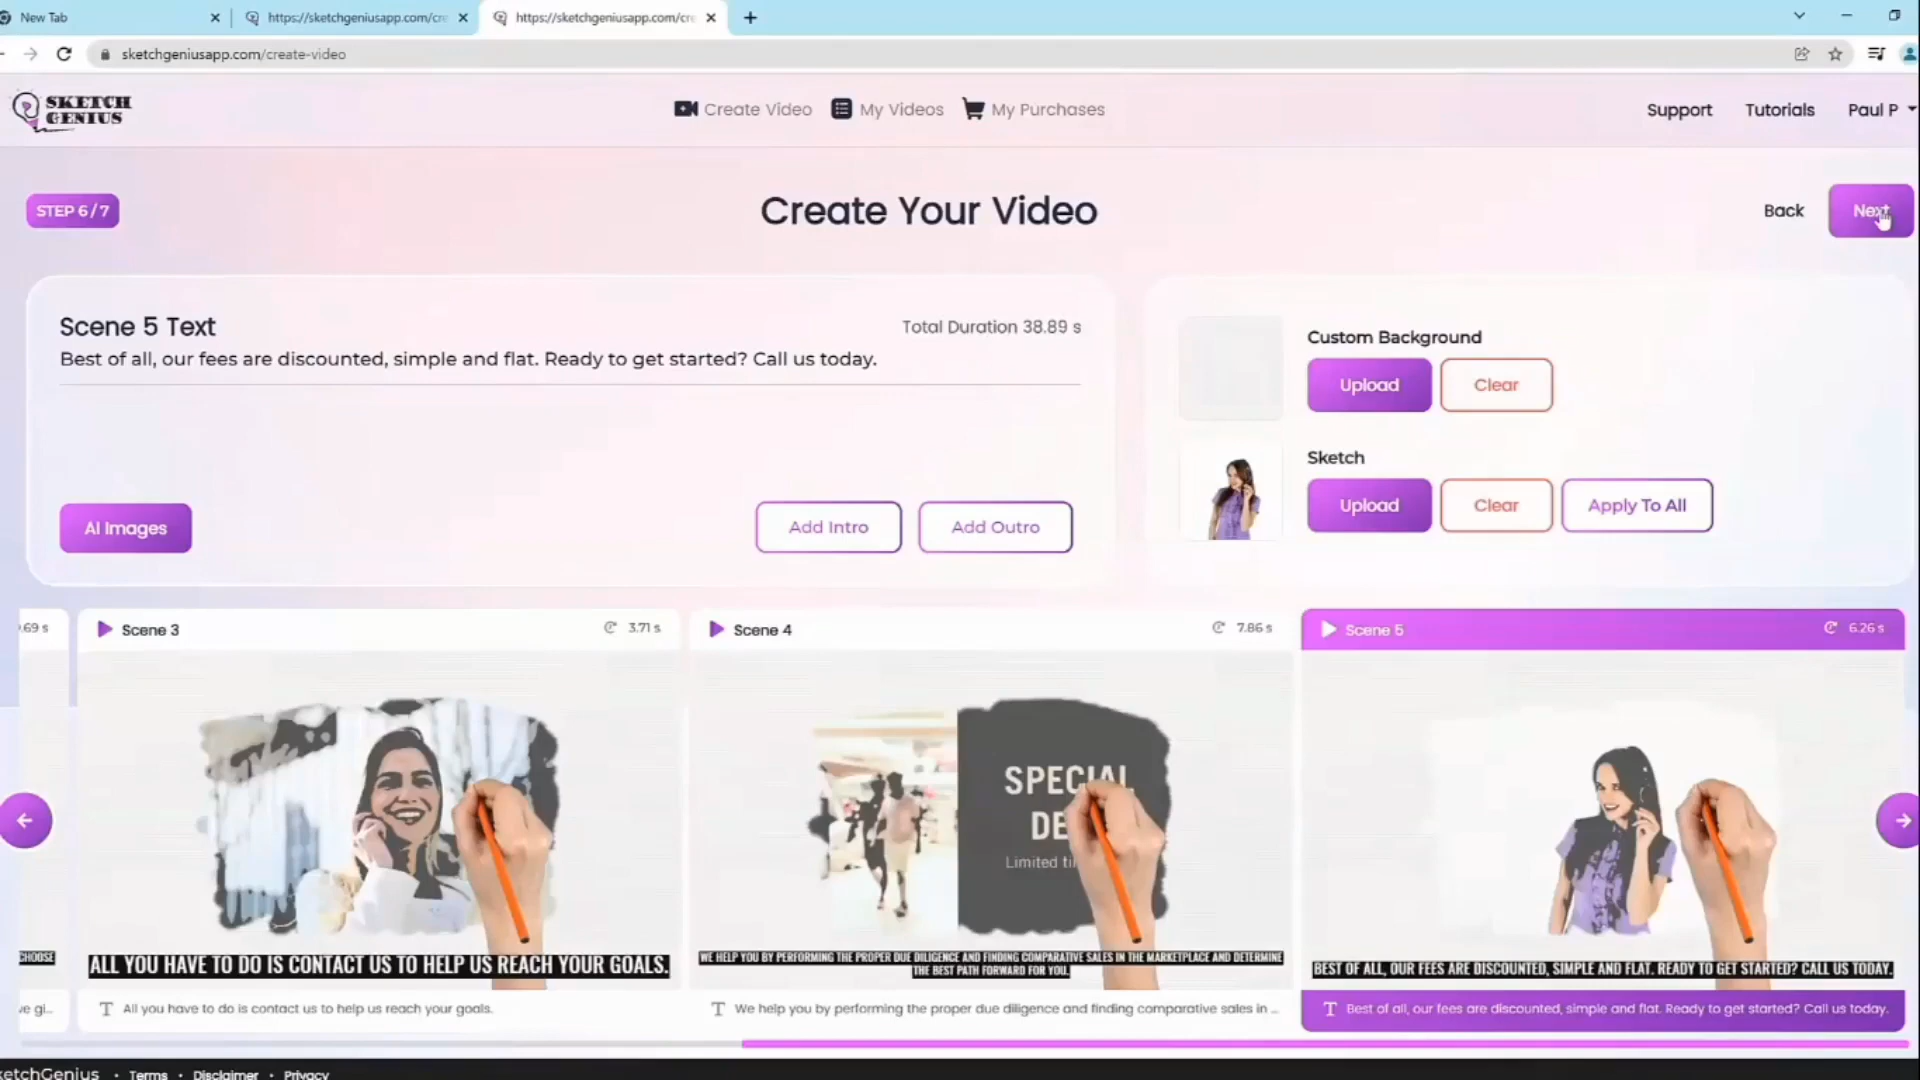 New Tab
https://sketchgeniusapp.com/cre
https://sketchgeniusapp.com/cre
sketchgeniusapp.com/create-video
SKETCH GENIUS
Create Video
My Videos
My Purchases
Support
Tutorials
Paul P
STEP 6 / 7
Create Your Video
Back
Next
Scene 5 Text
Total Duration 38.89 s
Best of all, our fees are discounted, simple and flat. Ready to get started? Call us today.
AI Images
Add Intro
Add Outro
Custom Background
Upload
Clear
Sketch
Upload
Clear
Apply To All
.69 s
Scene 3
3.71 s
Scene 4
7.86 s
Scene 5
6.26 s
CHOOSE
ALL YOU HAVE TO DO IS CONTACT US TO HELP US REACH YOUR GOALS.
SPECIAL
DE
Limited ti
WE HELP YOU BY PERFORMING THE PROPER DUE DILIGENCE AND FINDING COMPARATIVE SALES IN THE MARKETPLACE AND DETERMINE
THE BEST PATH FORWARD FOR YOU.
BEST OF ALL, OUR FEES ARE DISCOUNTED, SIMPLE AND FLAT. READY TO GET STARTED? CALL US TODAY.
ve gi...
All you have to do is contact us to help us reach your goals.
We help you by performing the proper due diligence and finding comparative sales in ...
Best of all, our fees are discounted, simple and flat. Ready to get started? Call us today.
ketchGenius
• Terms • Disclaimer • Privacy